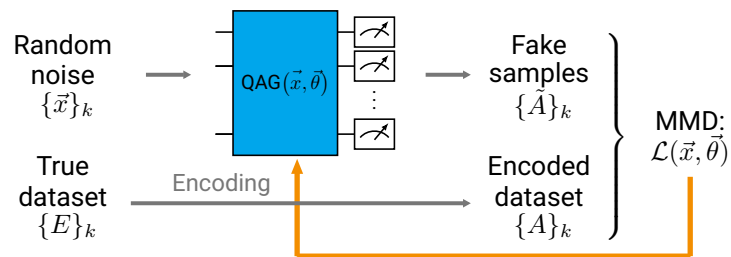 Random
noise
{x⃗}ₖ
QAG(x⃗, θ⃗)
⋮
Fake
samples
{Ã}ₖ
MMD:
ℒ(x⃗, θ⃗)
True
dataset
{E}ₖ
Encoding
Encoded
dataset
{A}ₖ